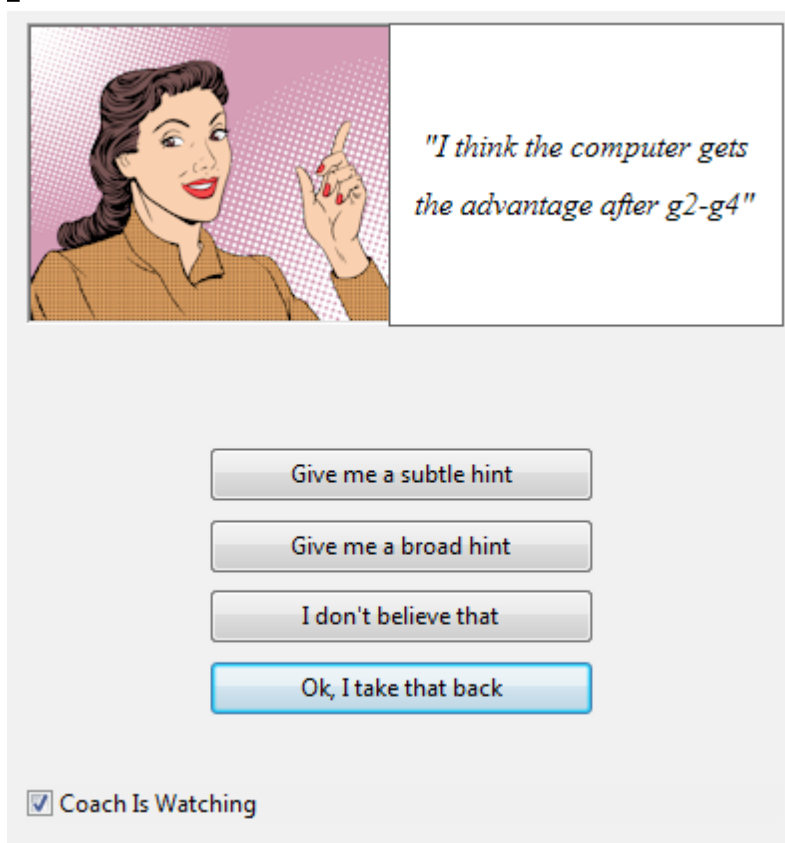 "I think the computer gets
the advantage after g2-g4"
Give me a subtle hint
Give me a broad hint
I don't believe that
Ok, I take that back
Coach Is Watching